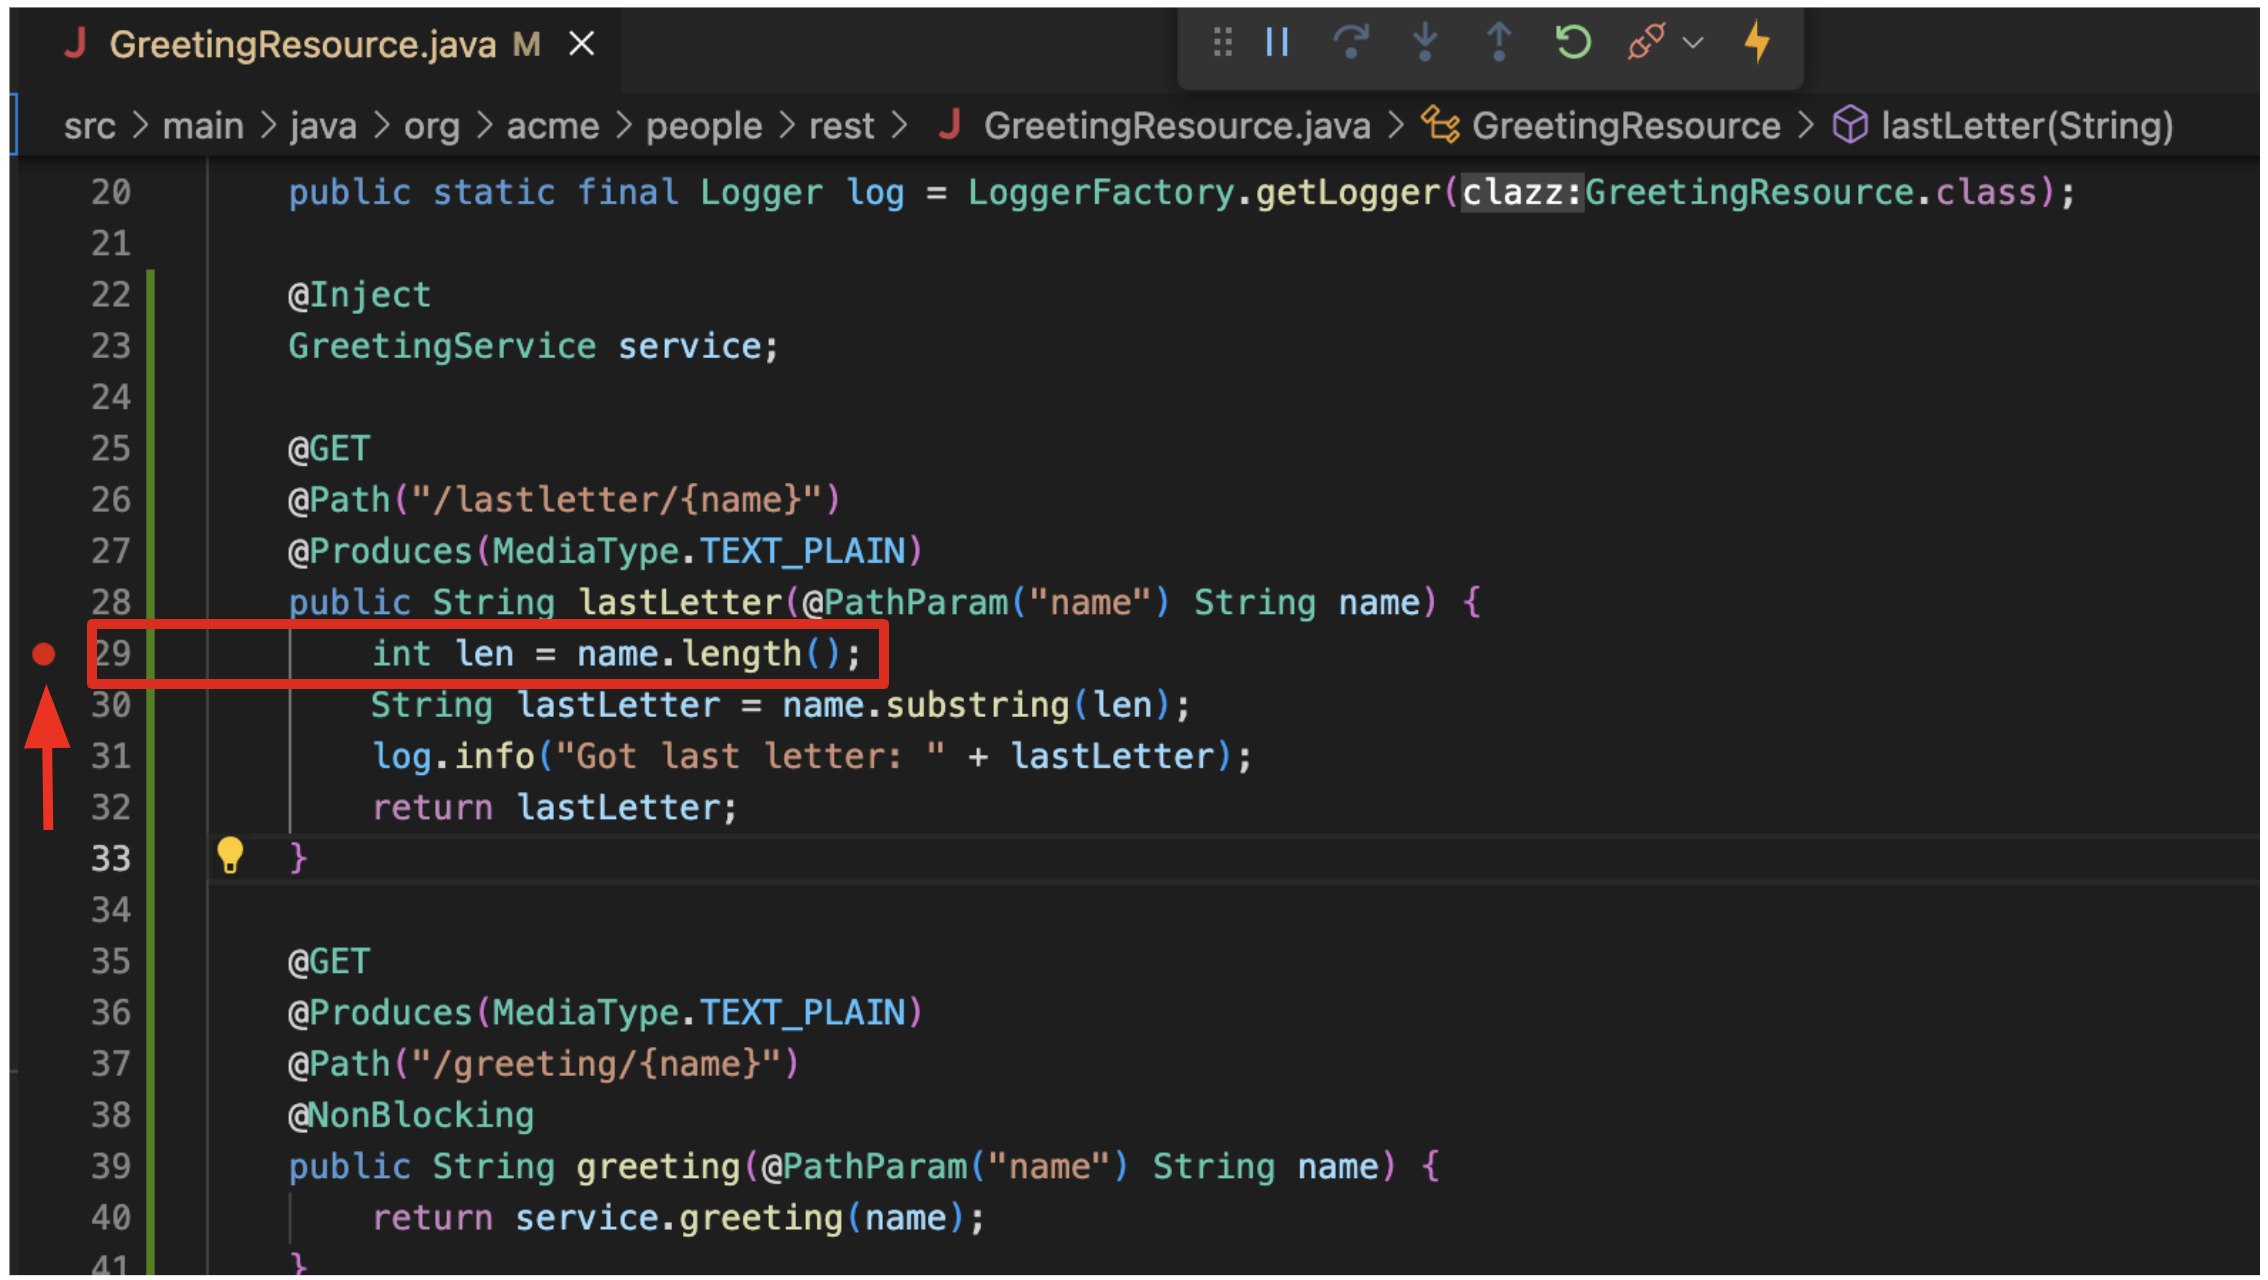 GreetingResource.java M
src > main > java > org > acme > people > rest > GreetingResource.java > GreetingResource > lastLetter(String)
20 public static final Logger log = LoggerFactory.getLogger(clazz:GreetingResource.class);
21
22 @Inject
23 GreetingService service;
24
25 @GET
26 @Path("/lastletter/{name}")
27 @Produces(MediaType.TEXT_PLAIN)
28 public String lastLetter(@PathParam("name") String name) {
29 int len = name.length();
30 String lastLetter = name.substring(len);
31 log.info("Got last letter: " + lastLetter);
32 return lastLetter;
33 }
34
35 @GET
36 @Produces(MediaType.TEXT_PLAIN)
37 @Path("/greeting/{name}")
38 @NonBlocking
39 public String greeting(@PathParam("name") String name) {
40 return service.greeting(name);
41 }